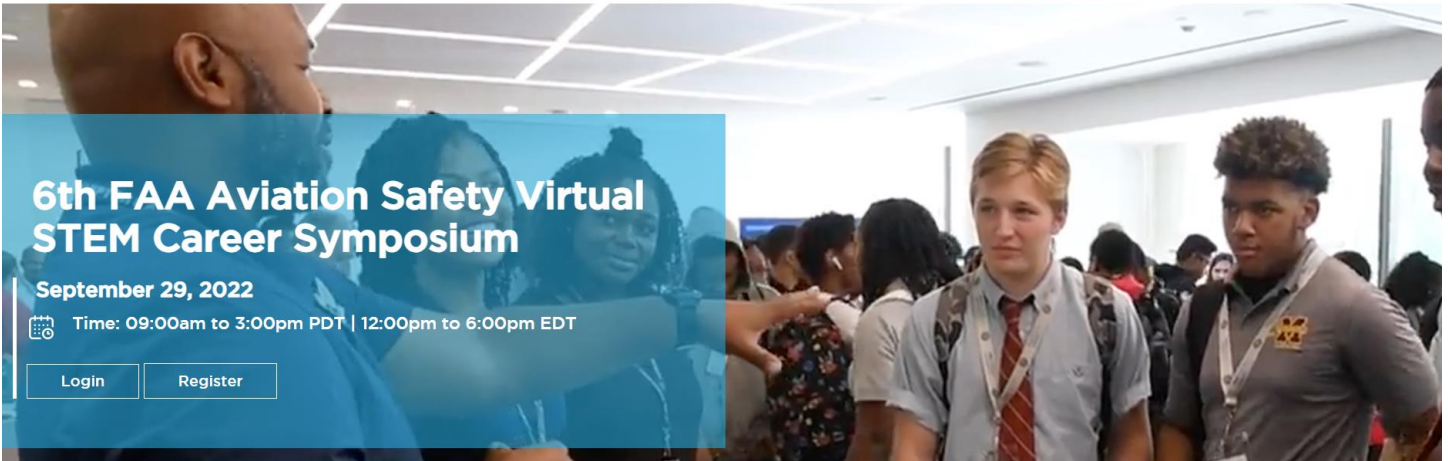 6th FAA Aviation Safety Virtual
STEM Career Symposium
September 29, 2022
Time: 09:00am to 3:00pm PDT | 12:00pm to 6:00pm EDT
Login
Register